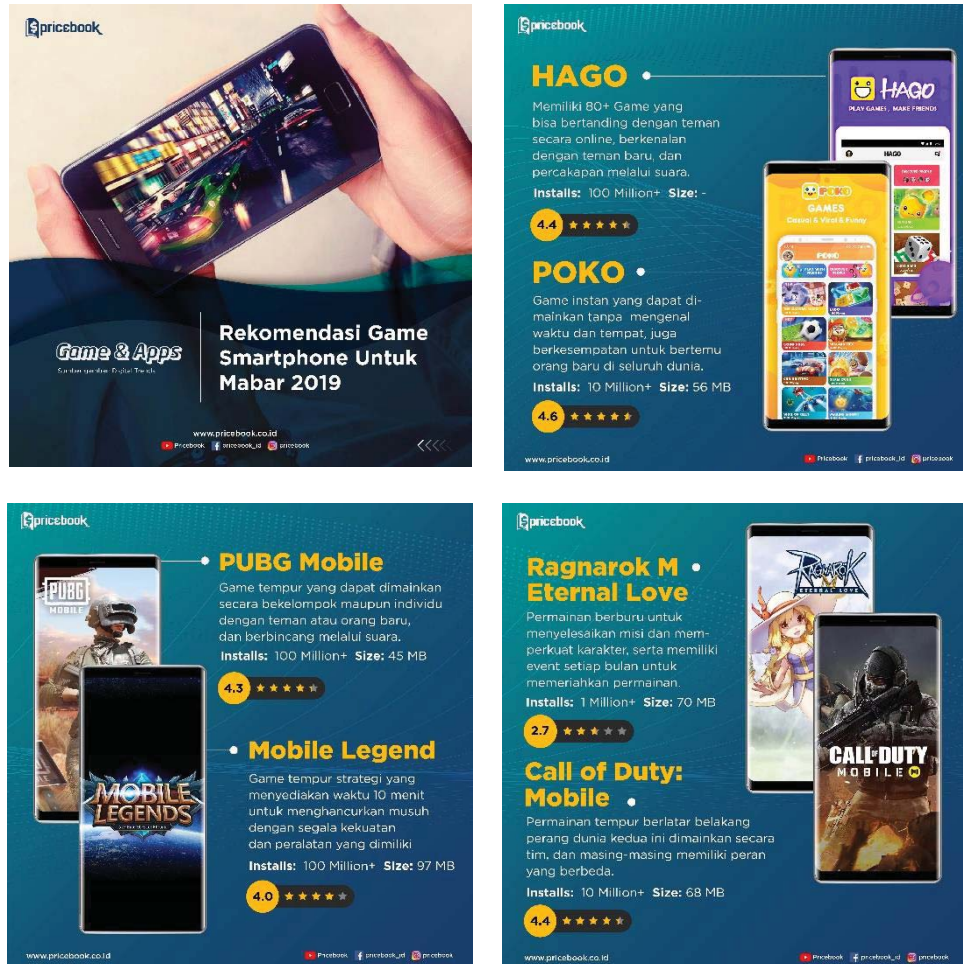 pricebook
Game & Apps
Sumber gambar: Digital Trends
Rekomendasi Game
Smartphone Untuk
Mabar 2019
www.pricebook.co.id
Pricebook pricebook_id pricebook
pricebook
HAGO
Memiliki 80+ Game yang
bisa bertanding dengan teman
secara online, berkenalan
dengan teman baru, dan
percakapan melalui suara.
Installs: 100 Million+ Size: -
4.4
POKO
Game instan yang dapat di-
mainkan tanpa mengenal
waktu dan tempat, juga
berkesempatan untuk bertemu
orang baru di seluruh dunia.
Installs: 10 Million+ Size: 56 MB
4.6
HAGO
PLAY GAMES, MAKE FRIENDS
HAGO
POKO
GAMES
Casual & Viral & Funny
POKO
www.pricebook.co.id
Pricebook pricebook_id pricebook
pricebook
PUBG Mobile
Game tempur yang dapat dimainkan
secara bekelompok maupun individu
dengan teman atau orang baru,
dan berbincang melalui suara.
Installs: 100 Million+ Size: 45 MB
4.3
PUBG
MOBILE
Mobile Legend
Game tempur strategi yang
menyediakan waktu 10 menit
untuk menghancurkan musuh
dengan segala kekuatan
dan peralatan yang dimiliki
Installs: 100 Million+ Size: 97 MB
4.0
MOBILE
LEGENDS
www.pricebook.co.id
Pricebook pricebook_id pricebook
pricebook
Ragnarok M
Eternal Love
Permainan berburu untuk
menyelesaikan misi dan mem-
perkuat karakter, serta memiliki
event setiap bulan untuk
memeriahkan permainan.
Installs: 1 Million+ Size: 70 MB
2.7
RAGNAROK
M
ETERNAL LOVE
Call of Duty:
Mobile
Permainan tempur berlatar belakang
perang dunia kedua ini dimainkan secara
tim, dan masing-masing memiliki peran
yang berbeda.
Installs: 10 Million+ Size: 68 MB
4.4
CALL OF DUTY
MOBILE
www.pricebook.co.id
Pricebook pricebook_id pricebook